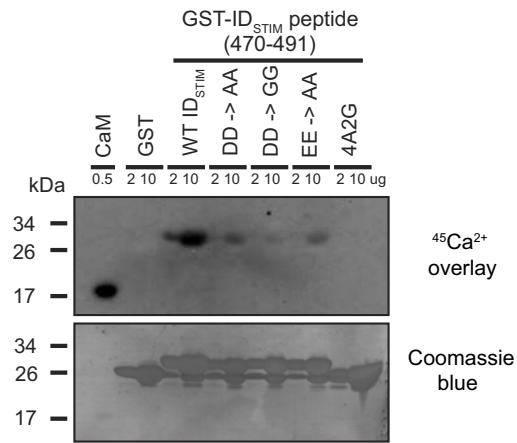 GST-ID_STIM peptide
(470-491)
CaM
GST
WT ID_STIM
DD -> AA
DD -> GG
EE -> AA
4A2G
kDa
0.5 2 10 2 10 2 10 2 10 2 10 2 10 ug
34
26
17
45Ca2+
overlay
34
26
17
Coomassie
blue